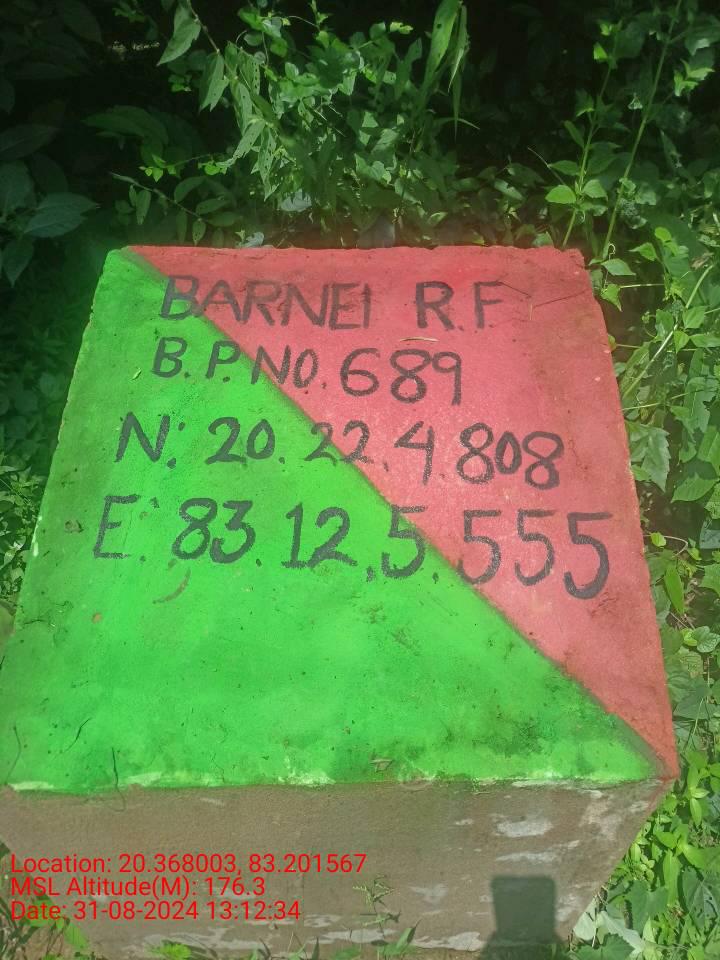 BARNEI R.F
B.P.NO.689
N: 20.22.4.808
E: 83.12,5.555
Location: 20.368003, 83.201567
MSL Altitude(M): 176.3
Date: 31-08-2024 13:12:34